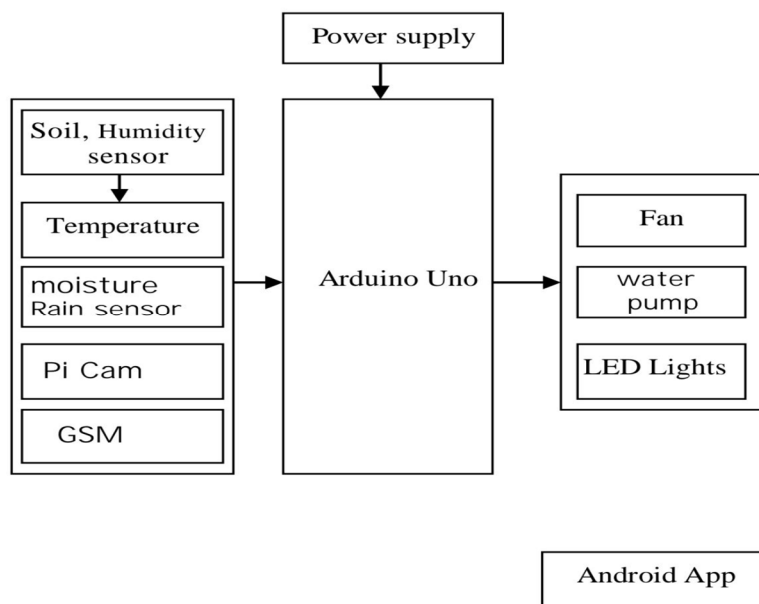 Power supply
Soil, Humidity
sensor
Temperature
moisture
Rain sensor
Pi Cam
GSM
Arduino Uno
Fan
water
pump
LED Lights
Android App